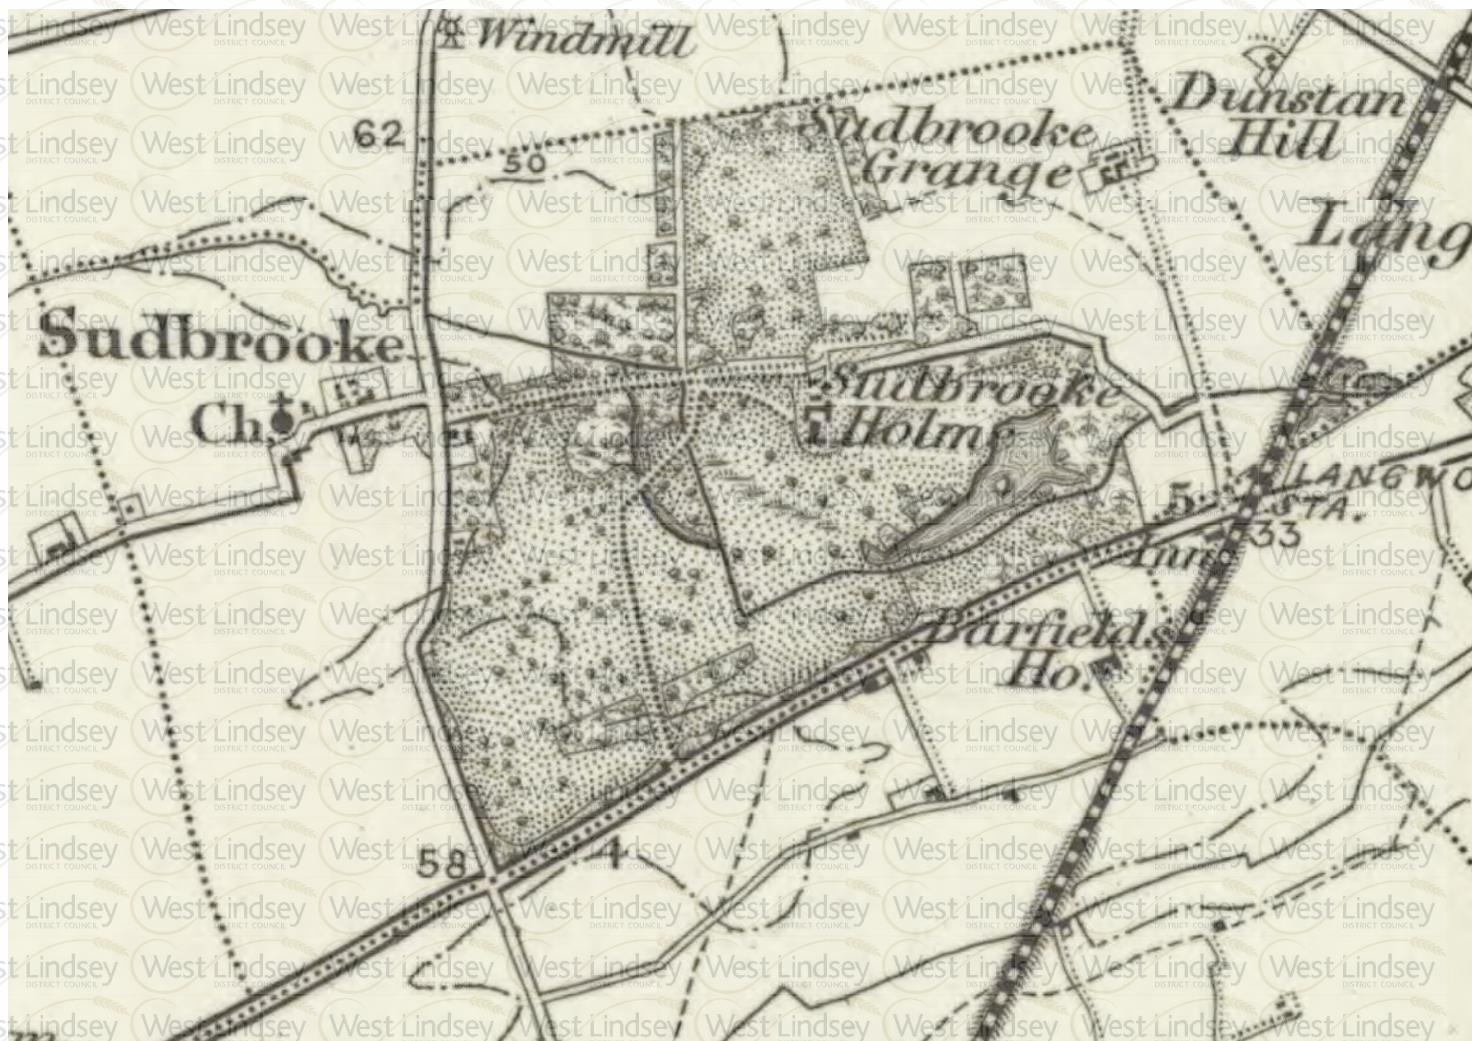 Windmill
62
50
Sudbrooke
Grange
Dunstan
Hill
Lang
Sudbrooke
Ch.
Sudbrooke
Holme
LANGWO
STA.
5
33
Inn
Barfields
Ho.
58
4
West Lindsey
DISTRICT COUNCIL